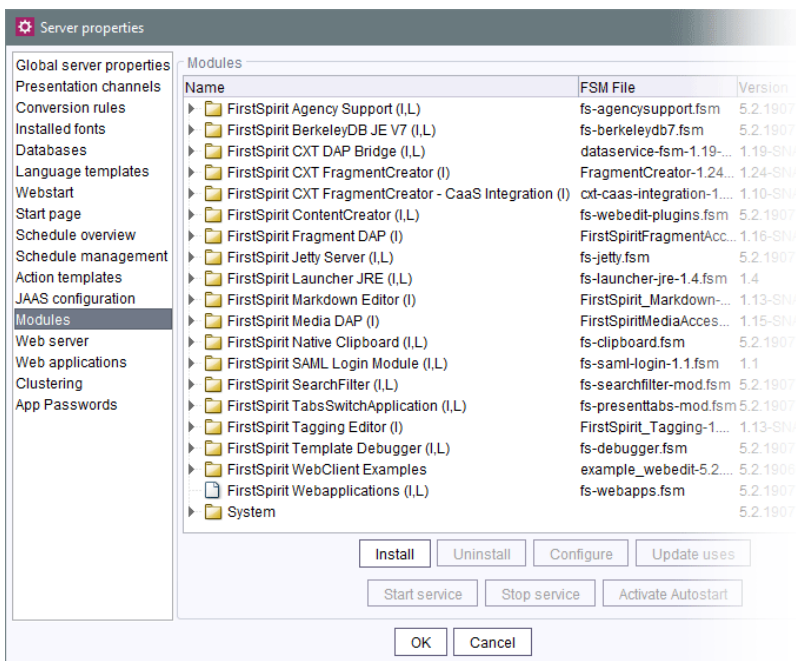 Server properties
Global server properties
Presentation channels
Conversion rules
Installed fonts
Databases
Language templates
Webstart
Start page
Schedule overview
Schedule management
Action templates
JAAS configuration
Modules
Web server
Web applications
Clustering
App Passwords
Modules
Name FSM File Version
FirstSpirit Agency Support (I,L) fs-agencysupport.fsm 5.2.1907
FirstSpirit BerkeleyDB JE V7 (I,L) fs-berkeleydb7.fsm 5.2.1907
FirstSpirit CXT DAP Bridge (I,L) dataservice-fsm-1.19-... 1.19-SNA
FirstSpirit CXT FragmentCreator (I) FragmentCreator-1.24... 1.24-SNA
FirstSpirit CXT FragmentCreator - CaaS Integration (I) cxt-caas-integration-1.... 1.10-SNA
FirstSpirit ContentCreator (I,L) fs-webedit-plugins.fsm 5.2.1907
FirstSpirit Fragment DAP (I) FirstSpiritFragmentAcc... 1.16-SNA
FirstSpirit Jetty Server (I,L) fs-jetty.fsm 5.2.1907
FirstSpirit Launcher JRE (I,L) fs-launcher-jre-1.4.fsm 1.4
FirstSpirit Markdown Editor (I) FirstSpirit_Markdown-... 1.13-SNA
FirstSpirit Media DAP (I) FirstSpiritMediaAcces... 1.15-SNA
FirstSpirit Native Clipboard (I,L) fs-clipboard.fsm 5.2.1907
FirstSpirit SAML Login Module (I,L) fs-saml-login-1.1.fsm 1.1
FirstSpirit SearchFilter (I,L) fs-searchfilter-mod.fsm 5.2.1907
FirstSpirit TabsSwitchApplication (I,L) fs-presenttabs-mod.fsm 5.2.1907
FirstSpirit Tagging Editor (I) FirstSpirit_Tagging-1.... 1.13-SNA
FirstSpirit Template Debugger (I,L) fs-debugger.fsm 5.2.1907
FirstSpirit WebClient Examples example_webedit-5.2.... 5.2.1906
FirstSpirit Webapplications (I,L) fs-webapps.fsm 5.2.1907
System 5.2.1907
Install Uninstall Configure Update uses
Start service Stop service Activate Autostart
OK Cancel